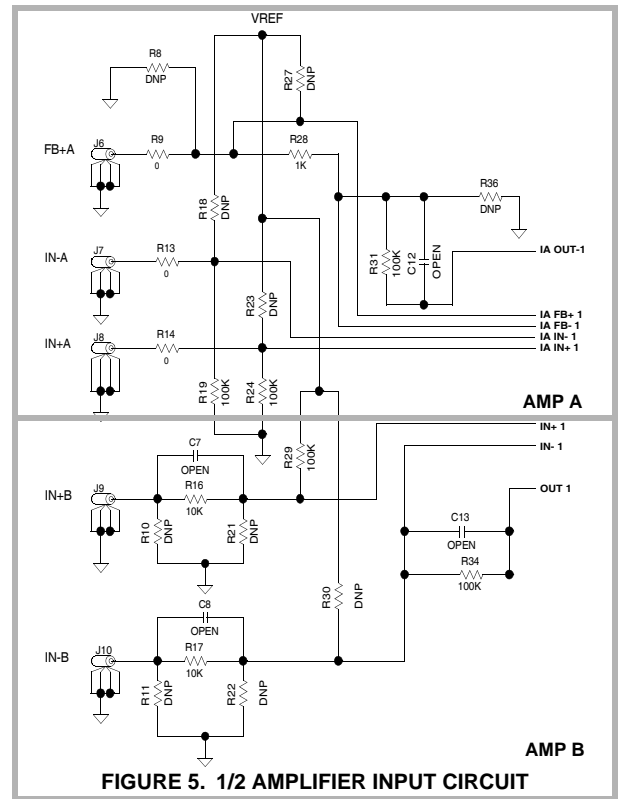 VREF
R8
DNP
R27
DNP
FB+A
J6
R9
0
R28
1K
R36
DNP
R18
DNP
IN-A
J7
R13
0
R31
100K
C12
OPEN
IA OUT-1
R23
DNP
IA FB+ 1
IA FB- 1
IA IN- 1
IA IN+ 1
IN+A
J8
R14
0
R19
100K
R24
100K
AMP A
IN+ 1
IN- 1
C7
OPEN
R29
100K
IN+B
J9
R16
10K
OUT 1
R10
DNP
R21
DNP
C13
OPEN
R34
100K
R30
DNP
C8
OPEN
IN-B
J10
R17
10K
R11
DNP
R22
DNP
AMP B
FIGURE 5. 1/2 AMPLIFIER INPUT CIRCUIT